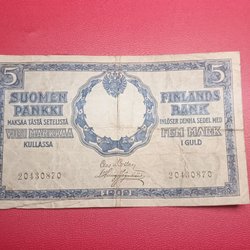 5 5
SUOMEN
PANKKI
MAKSAA TÄSTÄ SETELISTÄ
VIISI MARKKAA
KULLASSA
FINLANDS
BANK
INLÖSER DENNA SEDEL MED
FEM MARK
I GULD
20430870 20430870